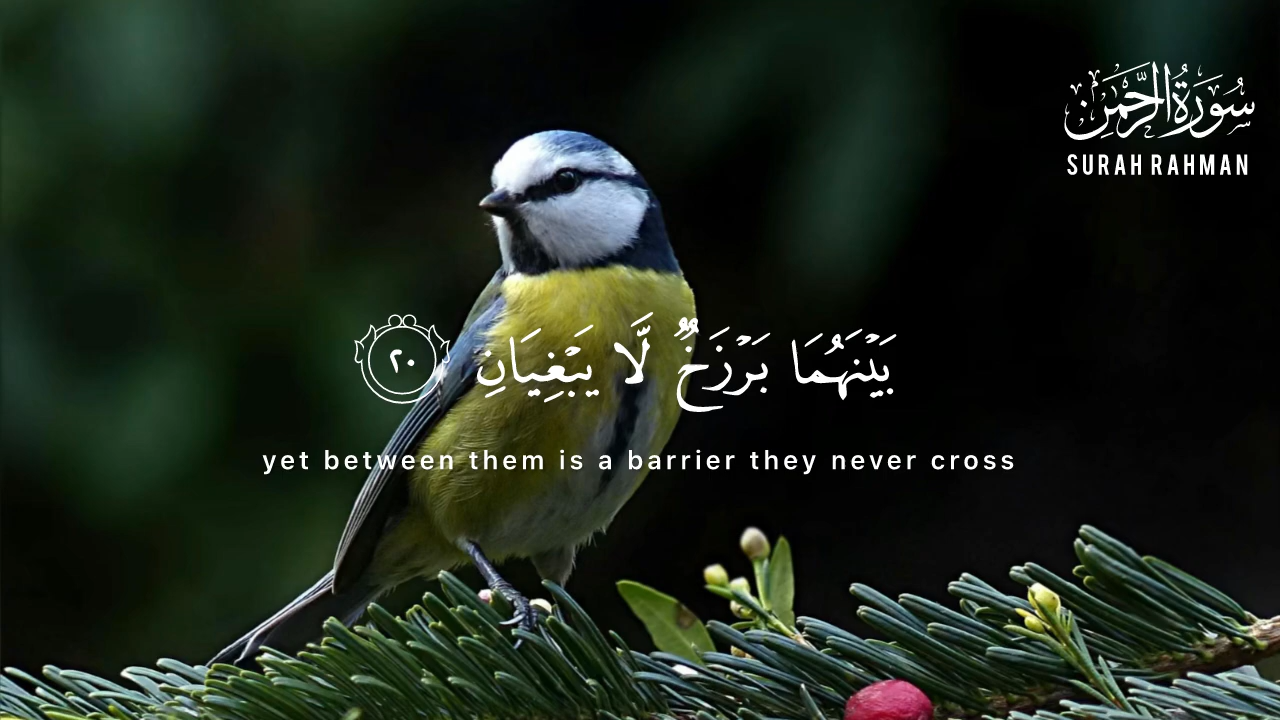 سُورَةُ الرَّحْمَٰن
SURAH RAHMAN
بَيْنَهُمَا بَرْزَخٌ لَّا يَبْغِيَانِ ٢٠
yet between them is a barrier they never cross